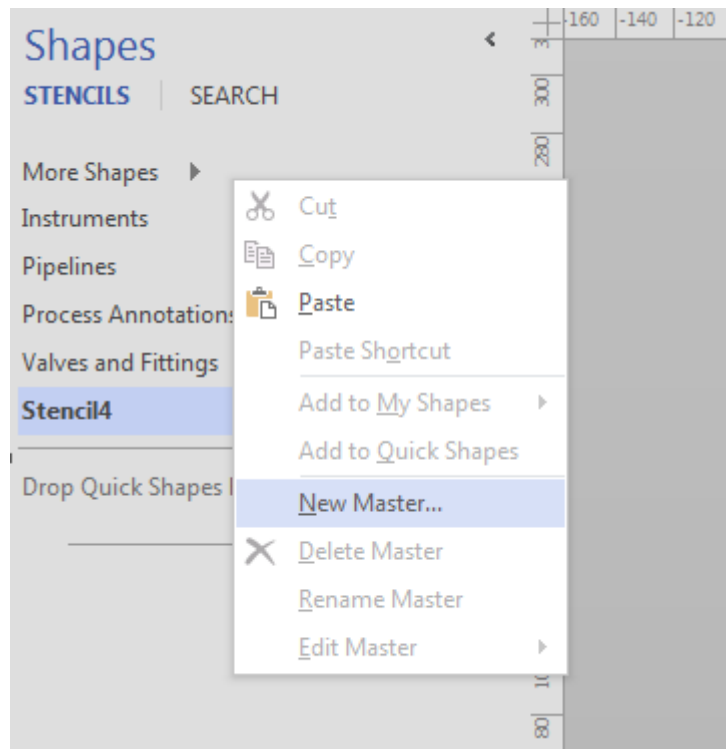 Shapes
STENCILS SEARCH
More Shapes
Instruments
Pipelines
Process Annotations
Valves and Fittings
Stencil4
Drop Quick Shapes
Cut
Copy
Paste
Paste Shortcut
Add to My Shapes
Add to Quick Shapes
New Master...
Delete Master
Rename Master
Edit Master
-160 -140 -120
300
280
80